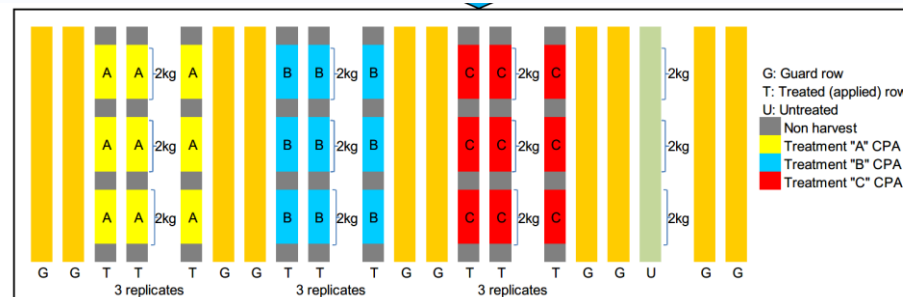 A A 2kg A B B 2kg B C C 2kg C 2kg
A A 2kg A B B 2kg B C C 2kg C 2kg
A A 2kg A B B 2kg B C C 2kg C 2kg
G G T T T G G T T T G G T T T G G U G G
3 replicates 3 replicates 3 replicates
G: Guard row
T: Treated (applied) row
U: Untreated
Non harvest
Treatment "A" CPA
Treatment "B" CPA
Treatment "C" CPA